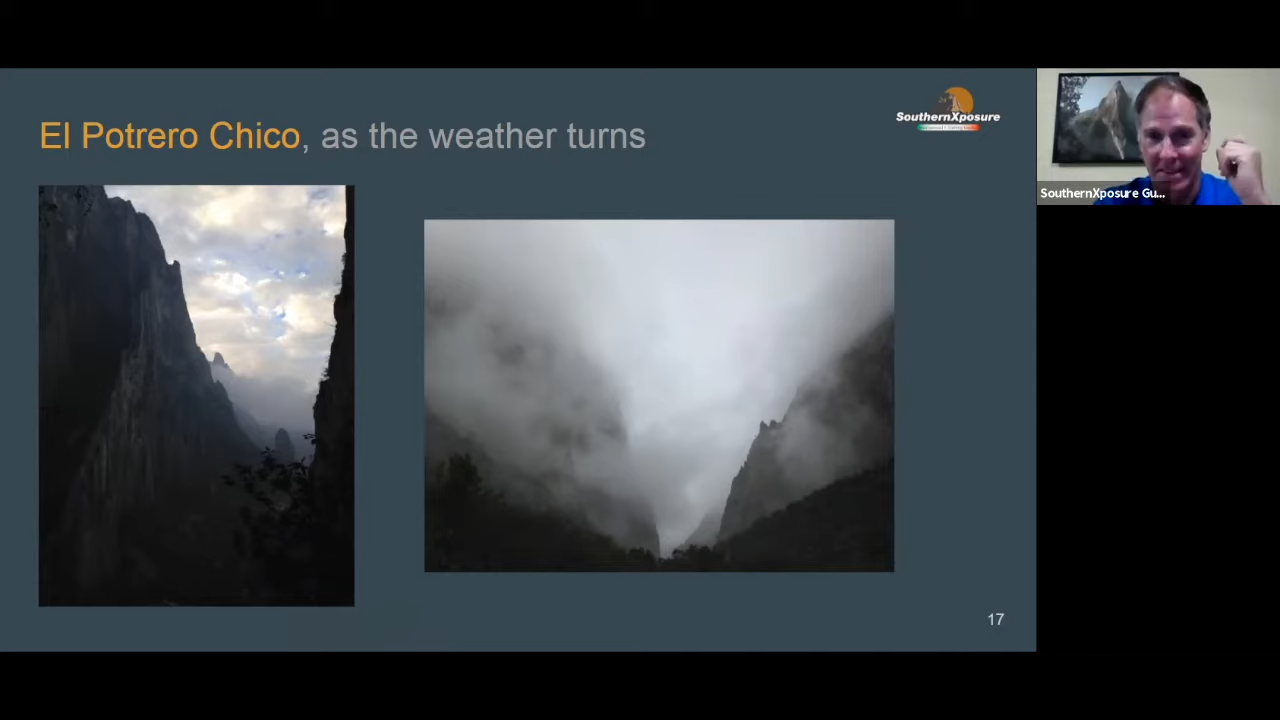 El Potrero Chico, as the weather turns
SouthernXposure
SouthernXposure Gu...
17